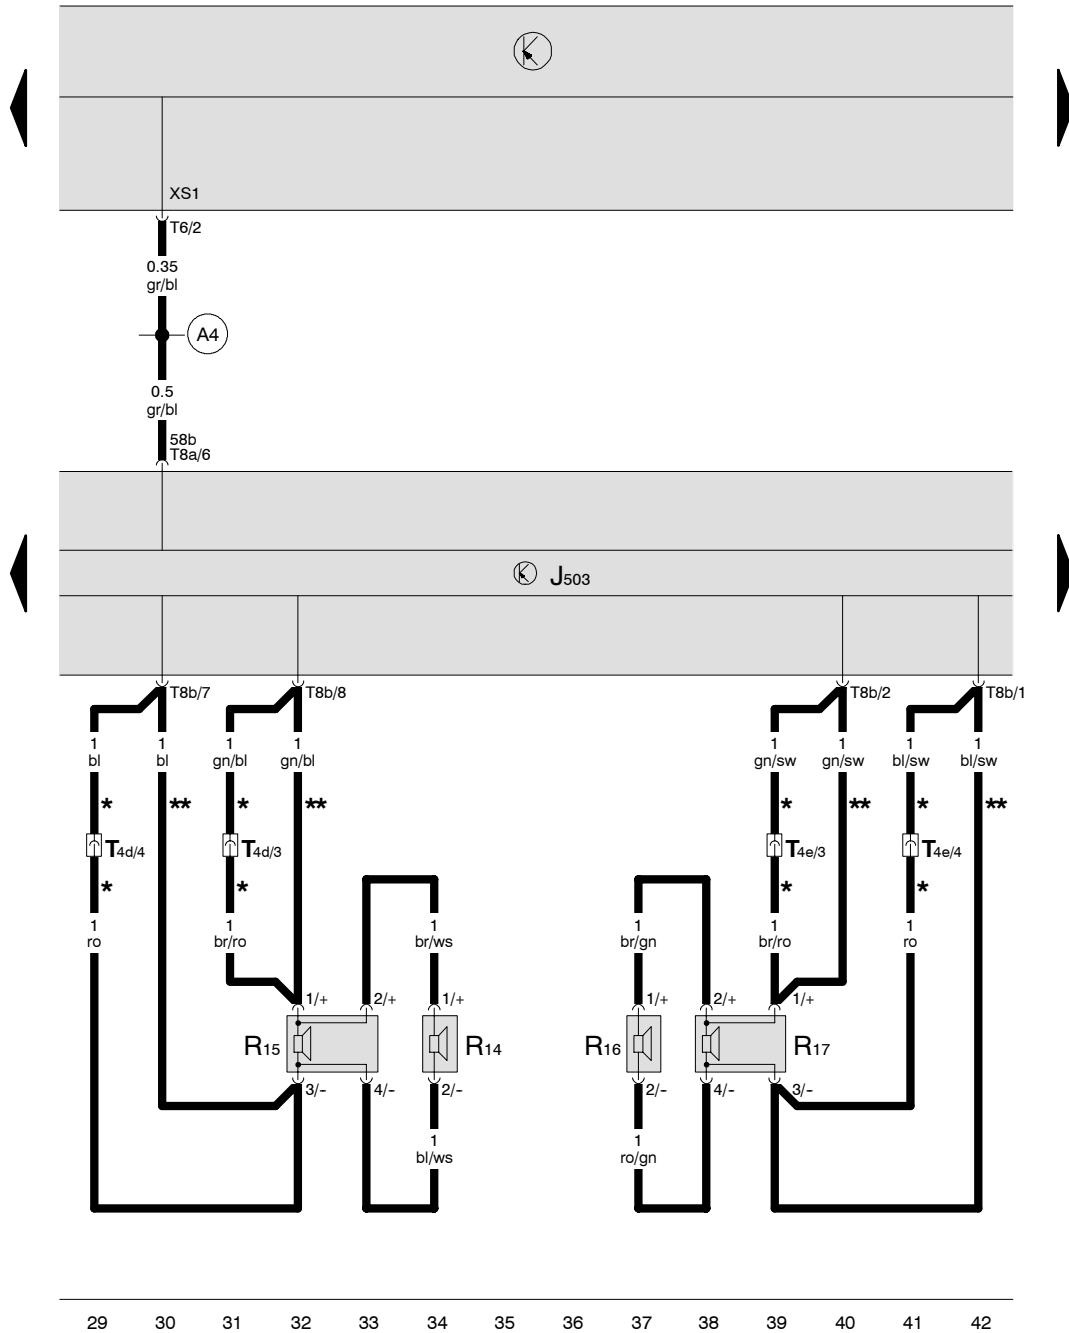 XS1
T6/2
0.35
gr/bl
A4
0.5
gr/bl
58b
T8a/6
J503
T8b/7 T8b/8 T8b/2 T8b/1
1 1 1 1 1 1 1 1
bl bl gn/bl gn/bl gn/sw gn/sw bl/sw bl/sw
* ** * ** * ** * **
T4d/4 T4d/3 T4e/3 T4e/4
* * * *
1 1 1 1 1 1
ro br/ro br/ws br/gn br/ro ro
1/+ 2/+ 1/+ 1/+ 2/+ 1/+
R15 R14 R16 R17
3/- 4/- 2/- 2/- 4/- 3/-
1 1
bl/ws ro/gn
29 30 31 32 33 34 35 36 37 38 39 40 41 42